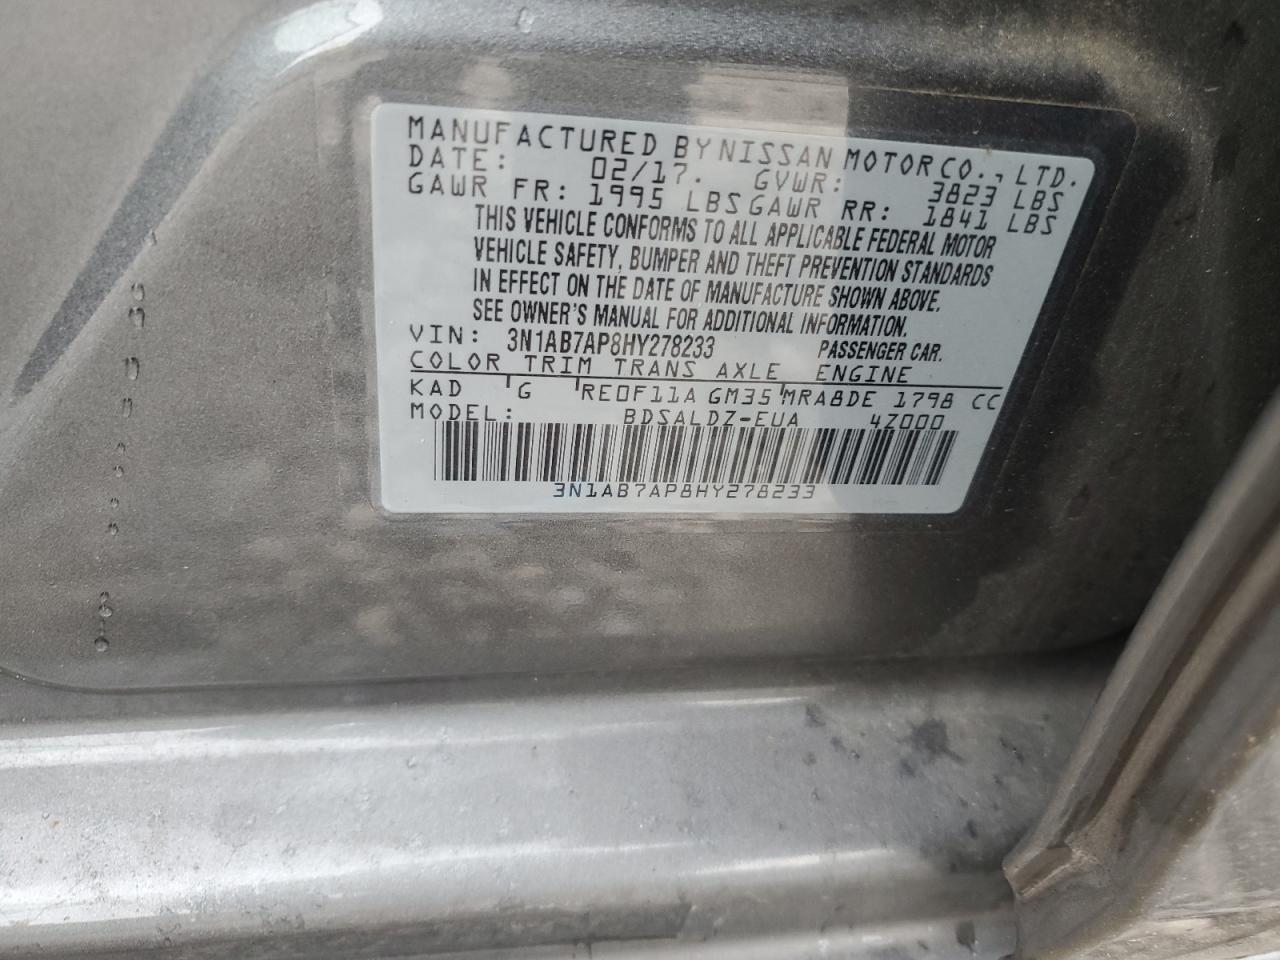 MANUFACTURED BY NISSAN MOTOR CO., LTD.
DATE: 02/17. GVWR: 3823 LBS
GAWR FR: 1995 LBS GAWR RR: 1841 LBS
THIS VEHICLE CONFORMS TO ALL APPLICABLE FEDERAL MOTOR
VEHICLE SAFETY, BUMPER AND THEFT PREVENTION STANDARDS
IN EFFECT ON THE DATE OF MANUFACTURE SHOWN ABOVE.
SEE OWNER'S MANUAL FOR ADDITIONAL INFORMATION.
VIN: 3N1AB7AP8HY278233 PASSENGER CAR.
COLOR TRIM TRANS AXLE ENGINE
KAD G RE0F11A GM35 MRA8DE 1798 CC
MODEL: BDSALDZ-EUA 4Z000
3N1AB7AP8HY278233